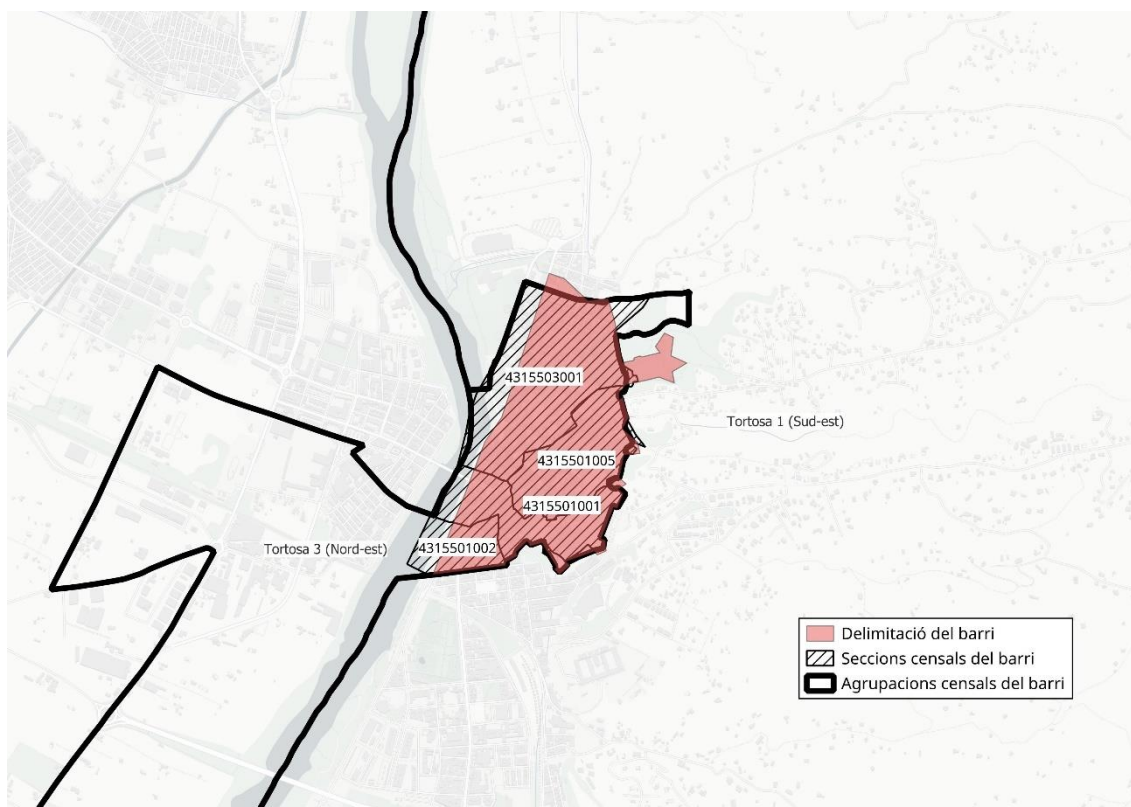 4315503001
Tortosa 1 (Sud-est)
4315501005
4315501001
Tortosa 3 (Nord-est)
4315501002
Delimitació del barri
Seccions censals del barri
Agrupacions censals del barri